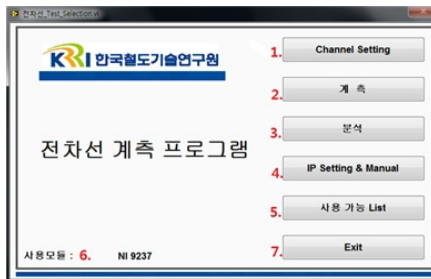 전차선_Test_Selection.vi
KRRI 한국철도기술연구원
전차선 계측 프로그램
1. Channel Setting
2. 계 측
3. 분석
4. IP Setting & Manual
5. 사용 가능 List
사용모듈 : 6. NI 9237
7. Exit